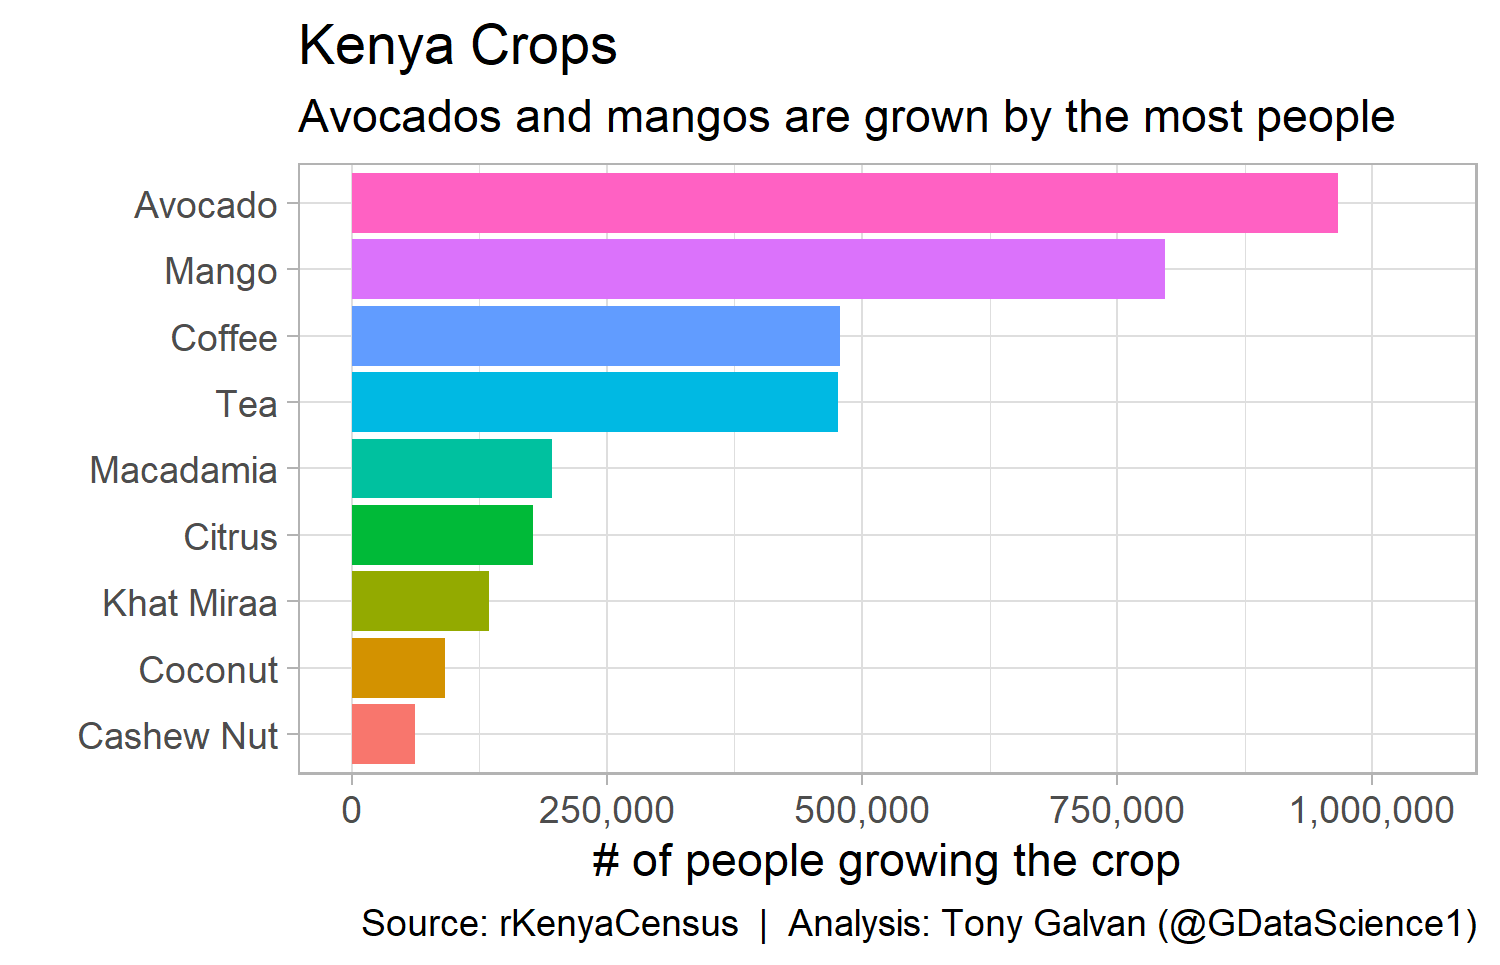 Kenya Crops
Avocados and mangos are grown by the most people
Avocado
Mango
Coffee
Tea
Macadamia
Citrus
Khat Miraa
Coconut
Cashew Nut
0 250,000 500,000 750,000 1,000,000
# of people growing the crop
Source: rKenyaCensus | Analysis: Tony Galvan (@GDataScience1)